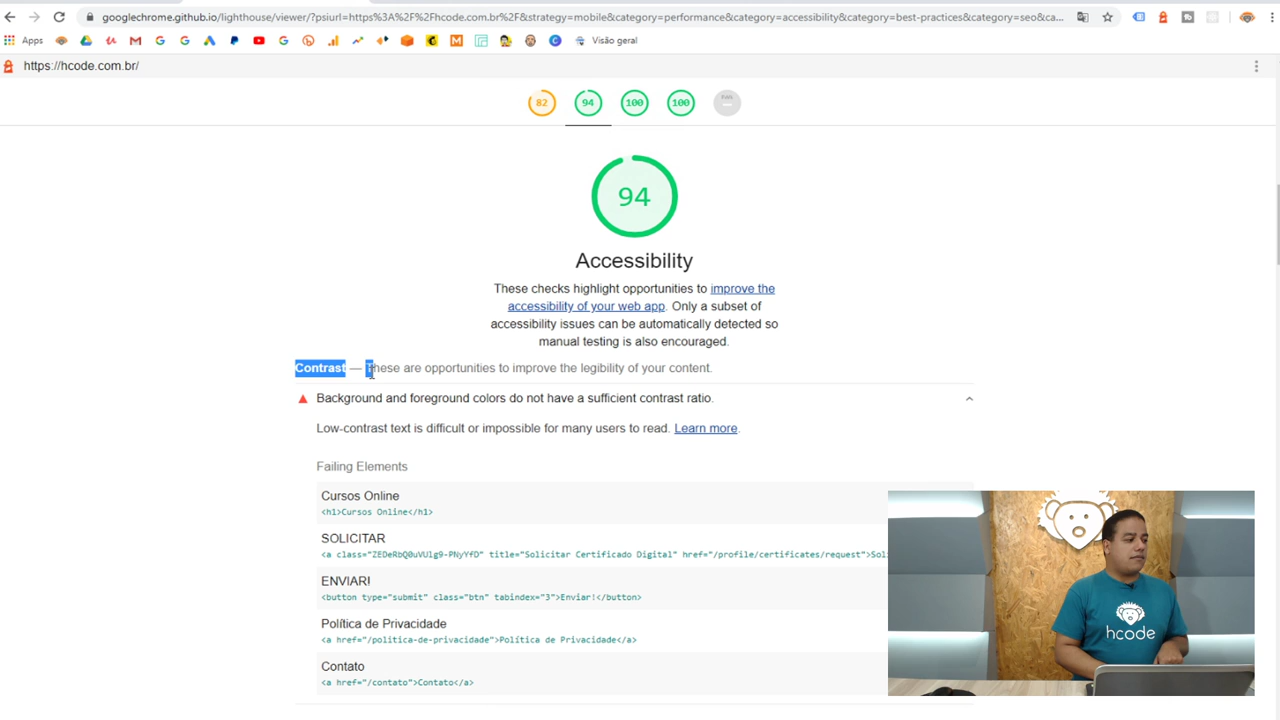 googlechrome.github.io/lighthouse/viewer/?psiurl=https%3A%2F%2Fhcode.com.br%2F&strategy=mobile&category=performance&category=accessibility&category=best-practices&category=seo&ca...
Apps
Visão geral
https://hcode.com.br/
82 94 100 100
94
Accessibility
These checks highlight opportunities to improve the
accessibility of your web app. Only a subset of
accessibility issues can be automatically detected so
manual testing is also encouraged.
Contrast — These are opportunities to improve the legibility of your content.
Background and foreground colors do not have a sufficient contrast ratio.
Low-contrast text is difficult or impossible for many users to read. Learn more.
Failing Elements
Cursos Online
<h1>Cursos Online</h1>
SOLICITAR
<a class="ZEDeRbQ0uVUlg9-PNyYfD" title="Solicitar Certificado Digital" href="/profile/certificates/request">Sol
ENVIAR!
<button type="submit" class="btn" tabindex="3">Enviar!</button>
Política de Privacidade
<a href="/politica-de-privacidade">Política de Privacidade</a>
Contato
<a href="/contato">Contato</a>
hcode